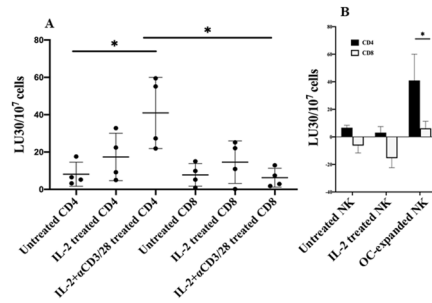 A
LU30/10⁷ cells
80
60
40
20
0
*
*
Untreated CD4
IL-2 treated CD4
IL-2+αCD3/28 treated CD4
Untreated CD8
IL-2 treated CD8
IL-2+αCD3/28 treated CD8
B
LU30/10⁷ cells
80
60
40
20
0
-20
-40
CD4
CD8
*
Untreated NK
IL-2 treated NK
OC-expanded NK